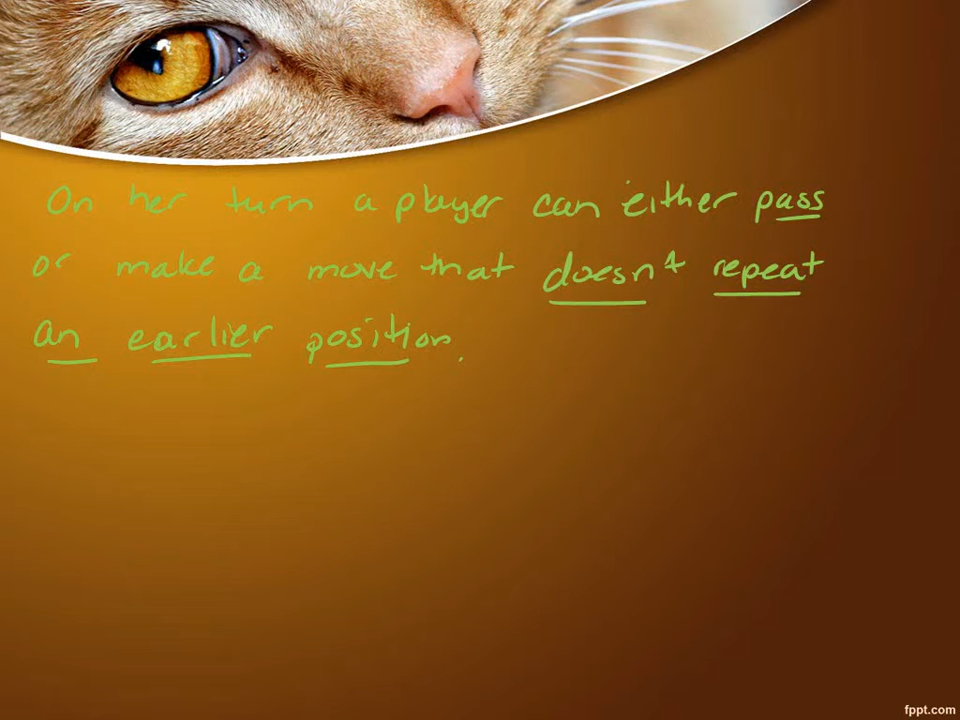 On her turn a player can either pass
or make a move that doesn't repeat
an earlier position.
fppt.com